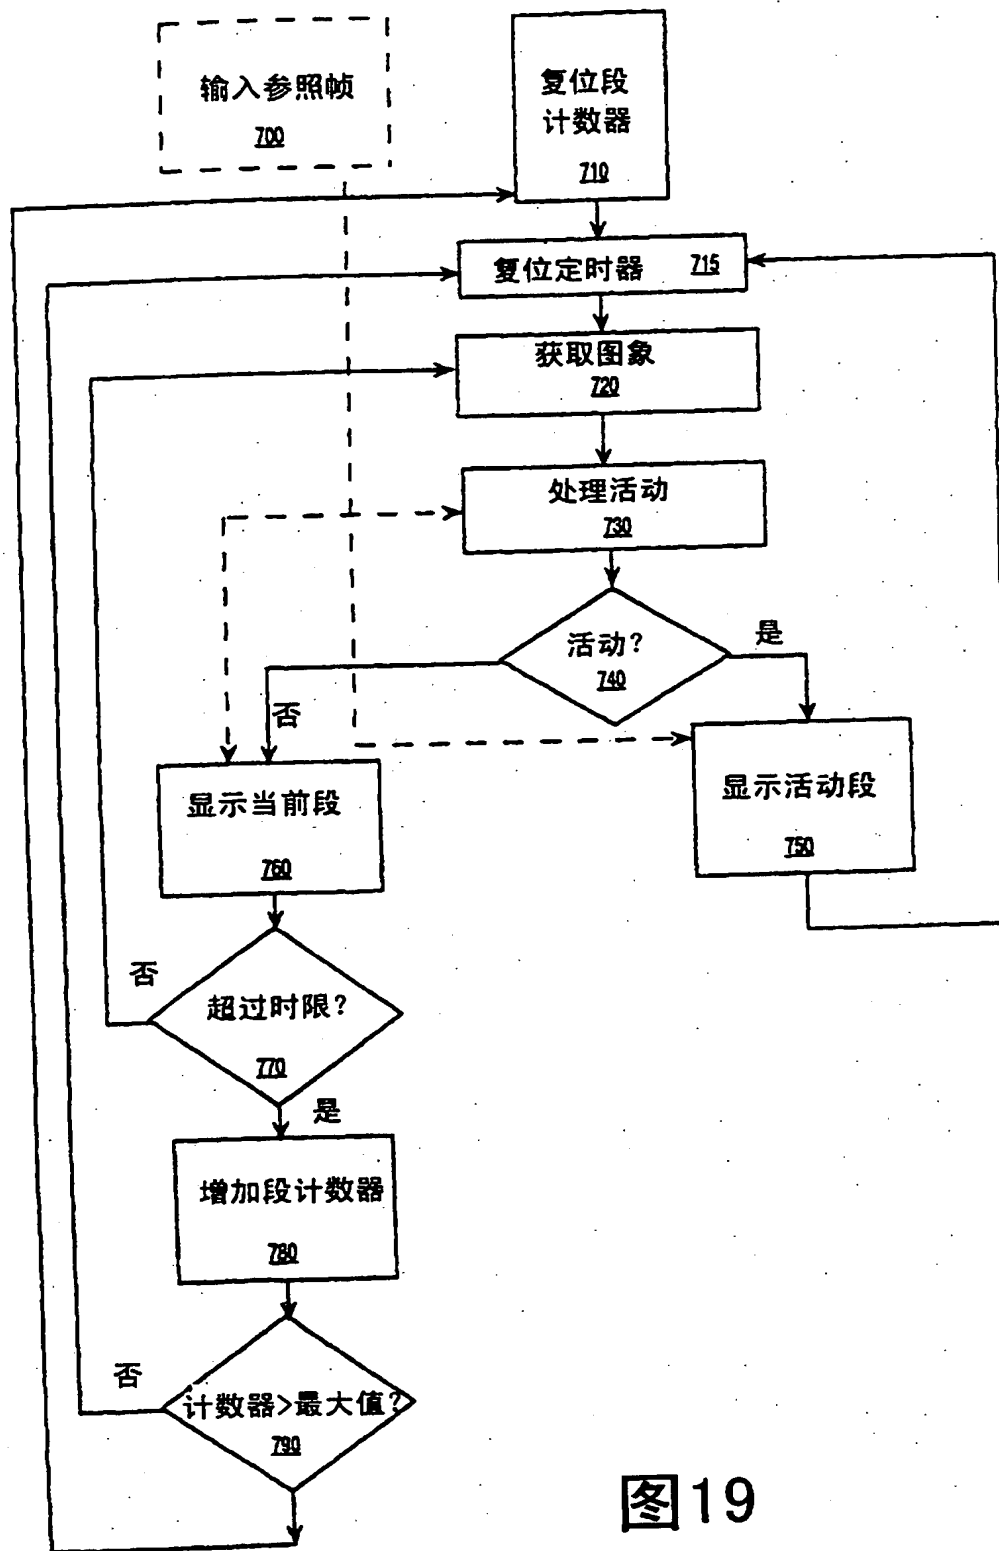 输入参照帧
700
复位段
计数器
710
复位定时器 715
获取图象
720
处理活动
730
活动?
740
是
否
显示活动段
750
显示当前段
760
否
超过时限?
770
是
增加段计数器
780
否
计数器>最大值?
790
图19